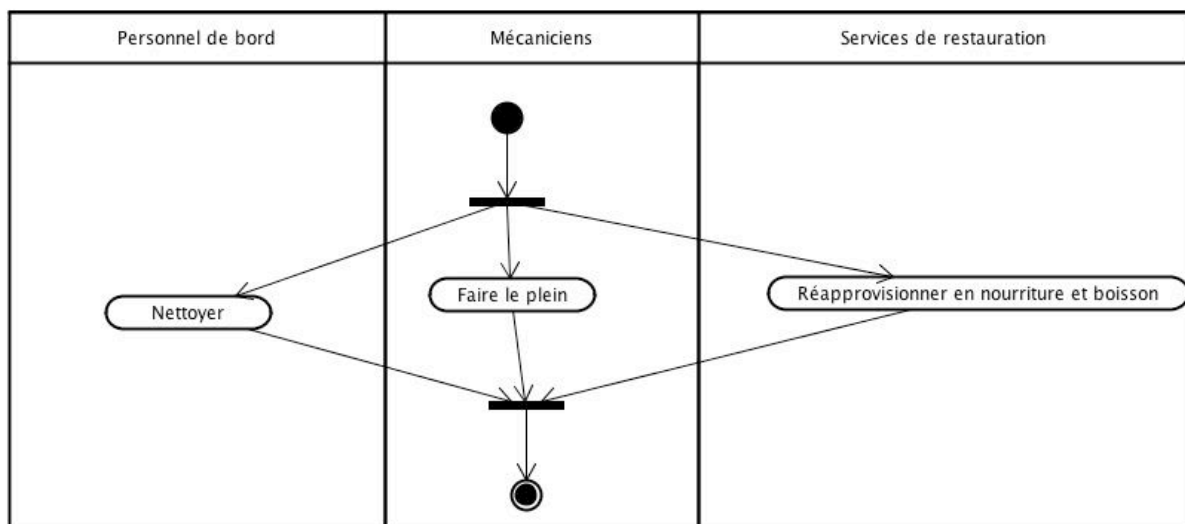 Personnel de bord
Mécaniciens
Services de restauration
Nettoyer
Faire le plein
Réapprovisionner en nourriture et boisson